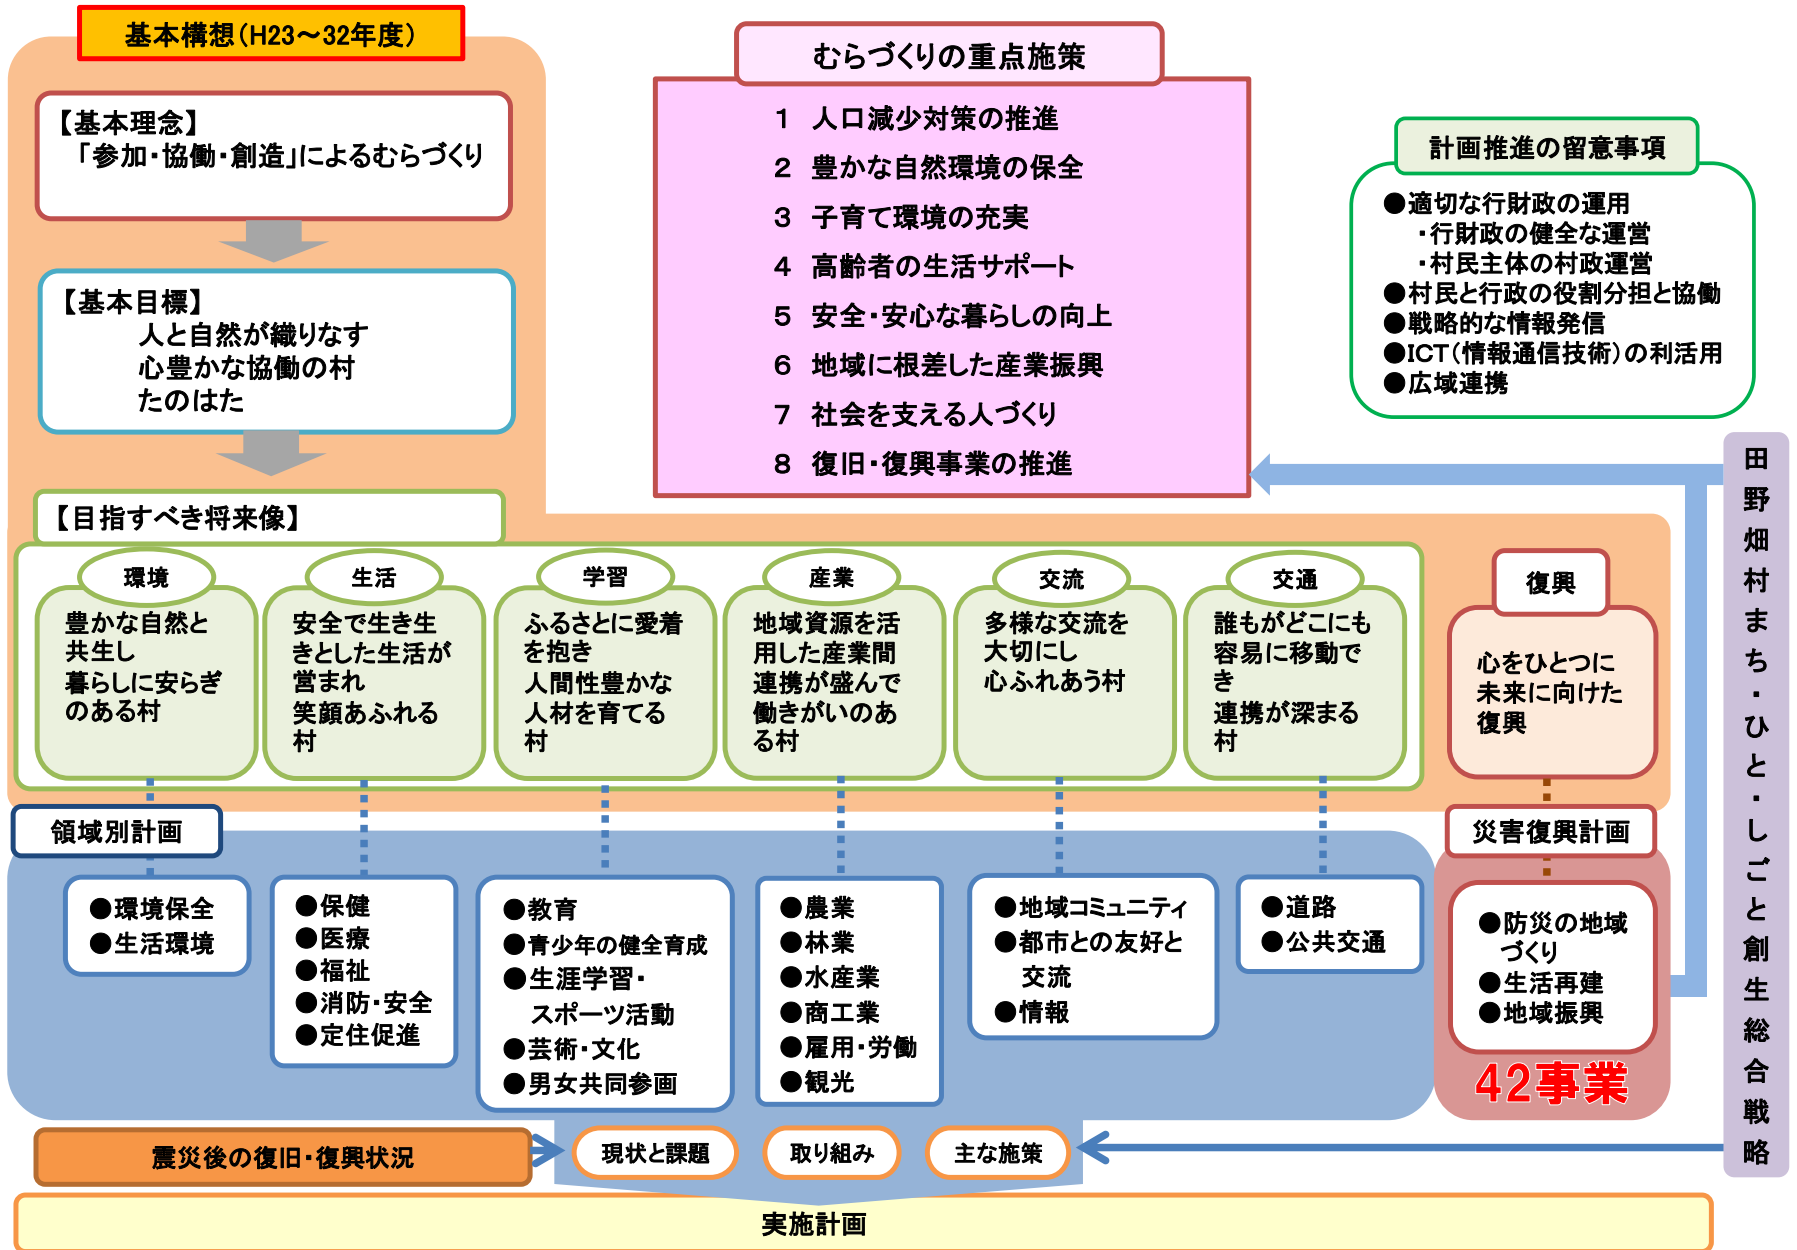 基本構想(H23～32年度)
【基本理念】
「参加・協働・創造」によるむらづくり
【基本目標】
人と自然が織りなす
心豊かな協働の村
たのはた
むらづくりの重点施策
1 人口減少対策の推進
2 豊かな自然環境の保全
3 子育て環境の充実
4 高齢者の生活サポート
5 安全・安心な暮らしの向上
6 地域に根差した産業振興
7 社会を支える人づくり
8 復旧・復興事業の推進
計画推進の留意事項
●適切な行財政の運用
・行財政の健全な運営
・村民主体の村政運営
●村民と行政の役割分担と協働
●戦略的な情報発信
●ICT(情報通信技術)の利活用
●広域連携
田野畑村まち・ひと・しごと創生総合戦略
【目指すべき将来像】
環境
豊かな自然と
共生し
暮らしに安らぎ
のある村
生活
安全で生き生
きとした生活が
営まれ
笑顔あふれる
村
学習
ふるさとに愛着
を抱き
人間性豊かな
人材を育てる
村
産業
地域資源を活
用した産業間
連携が盛んで
働きがいのあ
る村
交流
多様な交流を
大切にし
心ふれあう村
交通
誰もがどこにも
容易に移動で
き
連携が深まる
村
復興
心をひとつに
未来に向けた
復興
領域別計画
●環境保全
●生活環境
●保健
●医療
●福祉
●消防・安全
●定住促進
●教育
●青少年の健全育成
●生涯学習・
スポーツ活動
●芸術・文化
●男女共同参画
●農業
●林業
●水産業
●商工業
●雇用・労働
●観光
●地域コミュニティ
●都市との友好と
交流
●情報
●道路
●公共交通
災害復興計画
●防災の地域
づくり
●生活再建
●地域振興
42事業
震災後の復旧・復興状況
現状と課題
取り組み
主な施策
実施計画